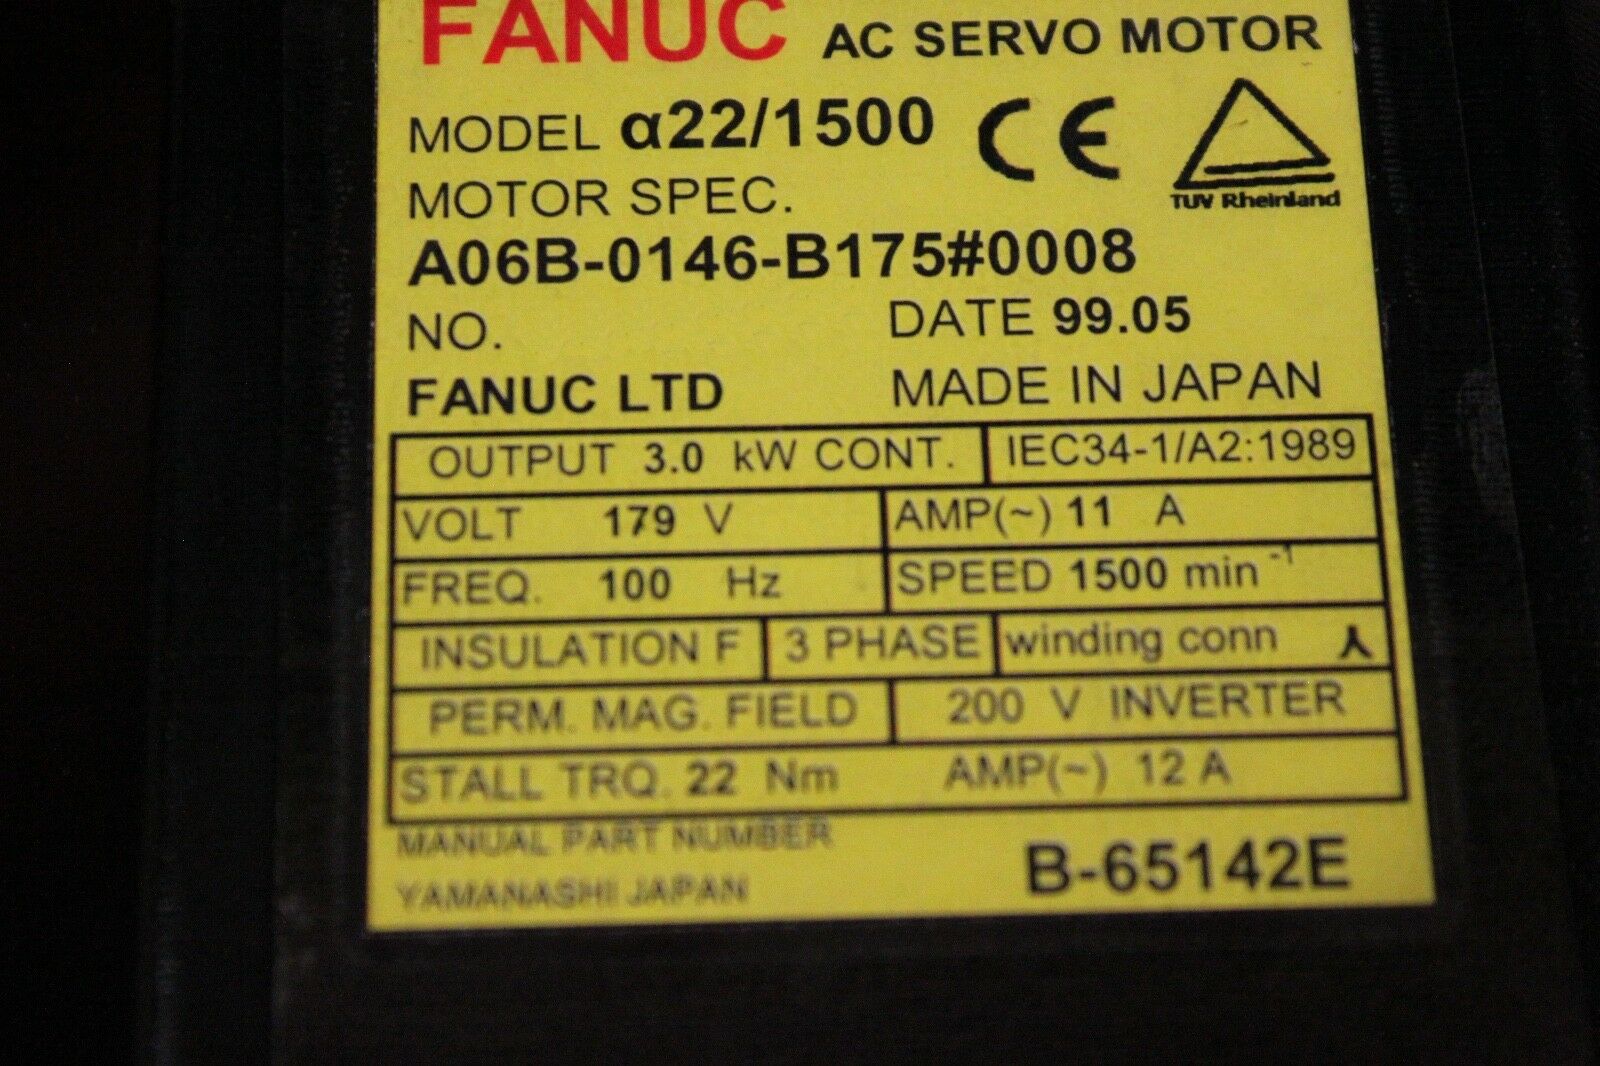 FANUC AC SERVO MOTOR
MODEL α22/1500 CE
TUV Rheinland
MOTOR SPEC.
A06B-0146-B175#0008
NO. DATE 99.05
FANUC LTD MADE IN JAPAN
OUTPUT 3.0 kW CONT. IEC34-1/A2:1989
VOLT 179 V AMP(~) 11 A
FREQ. 100 Hz SPEED 1500 min⁻¹
INSULATION F 3 PHASE winding conn
PERM. MAG. FIELD 200 V INVERTER
STALL TRQ. 22 Nm AMP(~) 12 A
MANUAL PART NUMBER
YAMANASHI JAPAN B-65142E